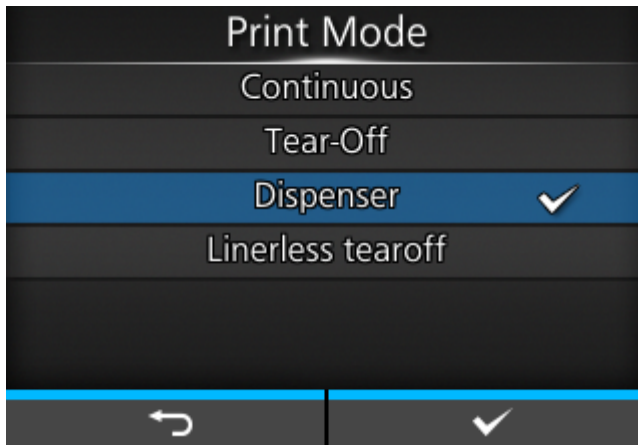 Print Mode
Continuous
Tear-Off
Dispenser
Linerless tearoff